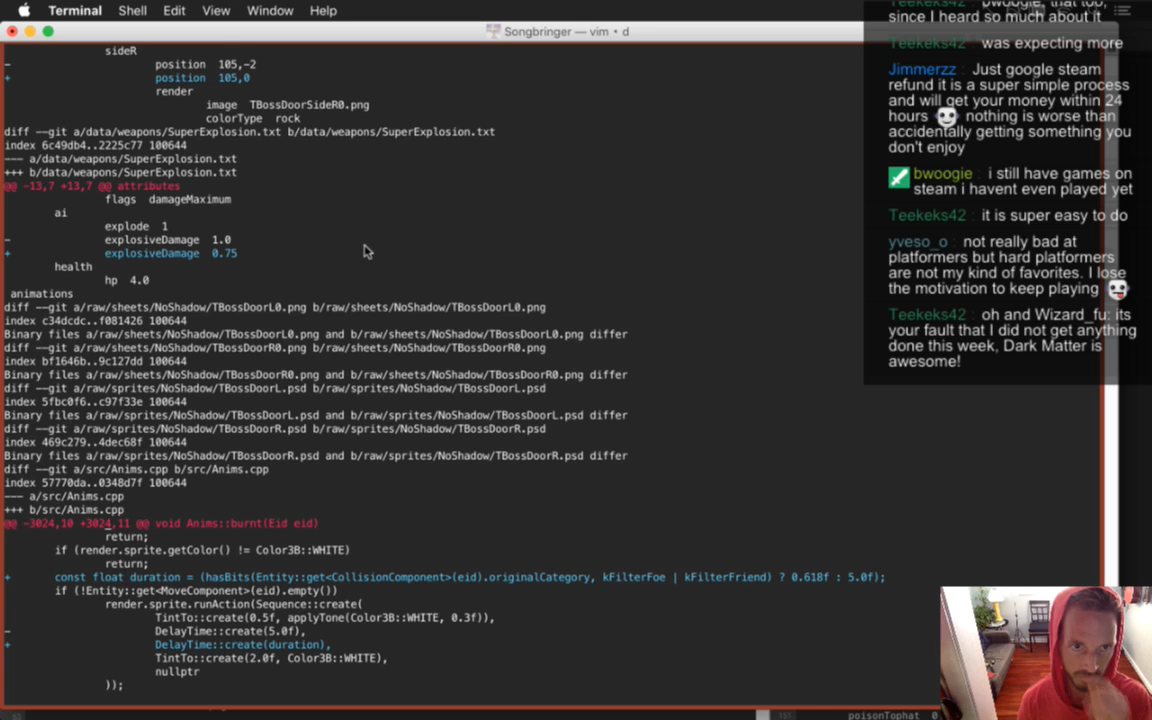 Terminal Shell Edit View Window Help
Songbringer — vim • d
sideR
- position 105,-2
+ position 105,0
render
image TBossDoorSideR0.png
colorType rock
diff --git a/data/weapons/SuperExplosion.txt b/data/weapons/SuperExplosion.txt
index 6c49db4..2225c77 100644
--- a/data/weapons/SuperExplosion.txt
+++ b/data/weapons/SuperExplosion.txt
@@ -13,7 +13,7 @@ attributes
flags damageMaximum
ai
explode 1
- explosiveDamage 1.0
+ explosiveDamage 0.75
health
hp 4.0
animations
diff --git a/raw/sheets/NoShadow/TBossDoorL0.png b/raw/sheets/NoShadow/TBossDoorL0.png
index c34dcdc..f081426 100644
Binary files a/raw/sheets/NoShadow/TBossDoorL0.png and b/raw/sheets/NoShadow/TBossDoorL0.png differ
diff --git a/raw/sheets/NoShadow/TBossDoorR0.png b/raw/sheets/NoShadow/TBossDoorR0.png
index bf1646b..9c127dd 100644
Binary files a/raw/sheets/NoShadow/TBossDoorR0.png and b/raw/sheets/NoShadow/TBossDoorR0.png differ
diff --git a/raw/sprites/NoShadow/TBossDoorL.psd b/raw/sprites/NoShadow/TBossDoorL.psd
index 5fbc0f6..c97f33e 100644
Binary files a/raw/sprites/NoShadow/TBossDoorL.psd and b/raw/sprites/NoShadow/TBossDoorL.psd differ
diff --git a/raw/sprites/NoShadow/TBossDoorR.psd b/raw/sprites/NoShadow/TBossDoorR.psd
index 469c279..4dec68f 100644
Binary files a/raw/sprites/NoShadow/TBossDoorR.psd and b/raw/sprites/NoShadow/TBossDoorR.psd differ
diff --git a/src/Anims.cpp b/src/Anims.cpp
index 57770da..0348d7f 100644
--- a/src/Anims.cpp
+++ b/src/Anims.cpp
@@ -3024,10 +3024,11 @@ void Anims::burnt(Eid eid)
return;
if (render.sprite.getColor() != Color3B::WHITE)
return;
+ const float duration = (hasBits(Entity::get<CollisionComponent>(eid).originalCategory, kFilterFoe | kFilterFriend) ? 0.618f : 5.0f);
if (!Entity::get<MoveComponent>(eid).empty())
render.sprite.runAction(Sequence::create(
TintTo::create(0.5f, applyTone(Color3B::WHITE, 0.3f)),
- DelayTime::create(5.0f),
+ DelayTime::create(duration),
TintTo::create(2.0f, Color3B::WHITE),
nullptr
));
Teekeks42 : bwoogie, that too,
since I heard so much about it
Teekeks42 : was expecting more
Jimmerzz : Just google steam
refund it is a super simple process
and will get your money within 24
hours nothing is worse than
accidentally getting something you
don't enjoy
bwoogie : i still have games on
steam i havent even played yet
Teekeks42 : it is super easy to do
yveso_o : not really bad at
platformers but hard platformers
are not my kind of favorites. I lose
the motivation to keep playing
Teekeks42 : oh and Wizard_fu: its
your fault that I did not get anything
done this week, Dark Matter is
awesome!
poisonTophat 0